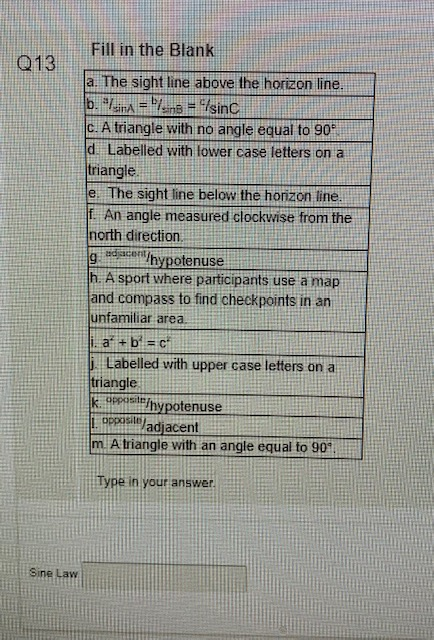 Q13
Fill in the Blank
a. The sight line above the horizon line.
b. a/sinA = b/sinB = c/sinC
c. A triangle with no angle equal to 90°.
d. Labelled with lower case letters on a
triangle.
e. The sight line below the horizon line.
f. An angle measured clockwise from the
north direction.
g. adjacent/hypotenuse
h. A sport where participants use a map
and compass to find checkpoints in an
unfamiliar area.
i. a² + b² = c²
j. Labelled with upper case letters on a
triangle.
k. opposite/hypotenuse
l. opposite/adjacent
m. A triangle with an angle equal to 90°.
Type in your answer.
Sine Law